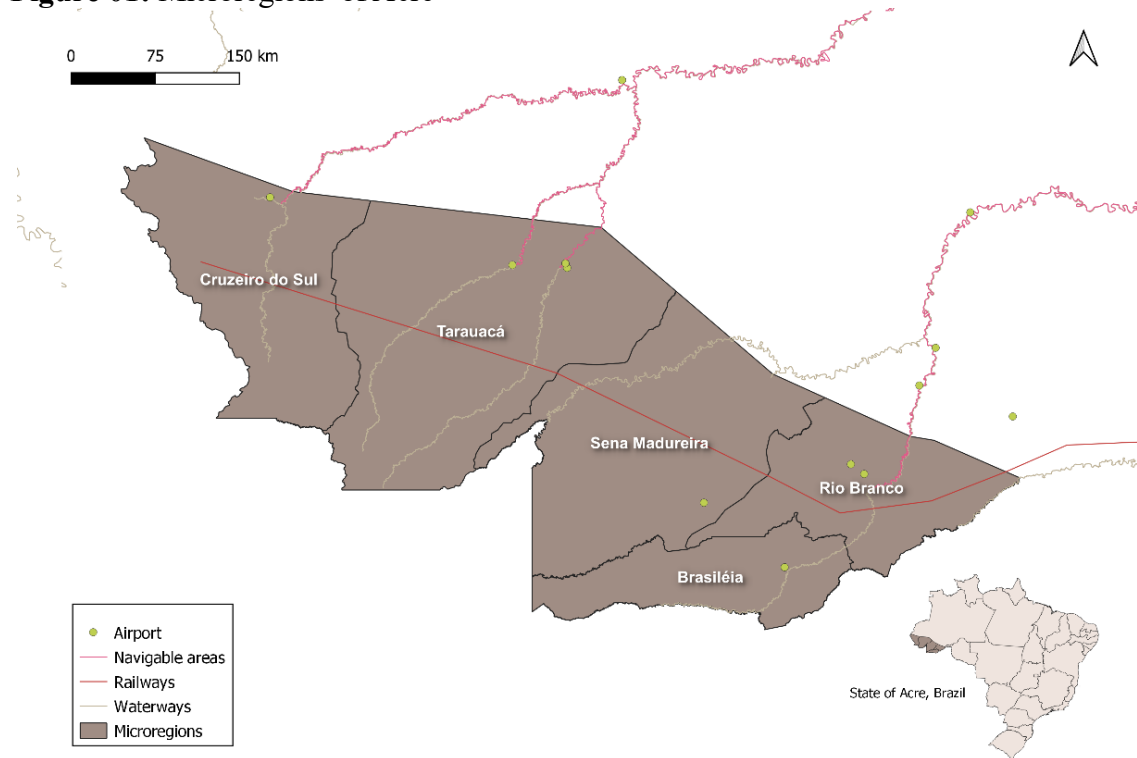 0 75 150 km
Cruzeiro do Sul
Tarauacá
Sena Madureira
Rio Branco
Brasiléia
Airport
Navigable areas
Railways
Waterways
Microregions
State of Acre, Brazil